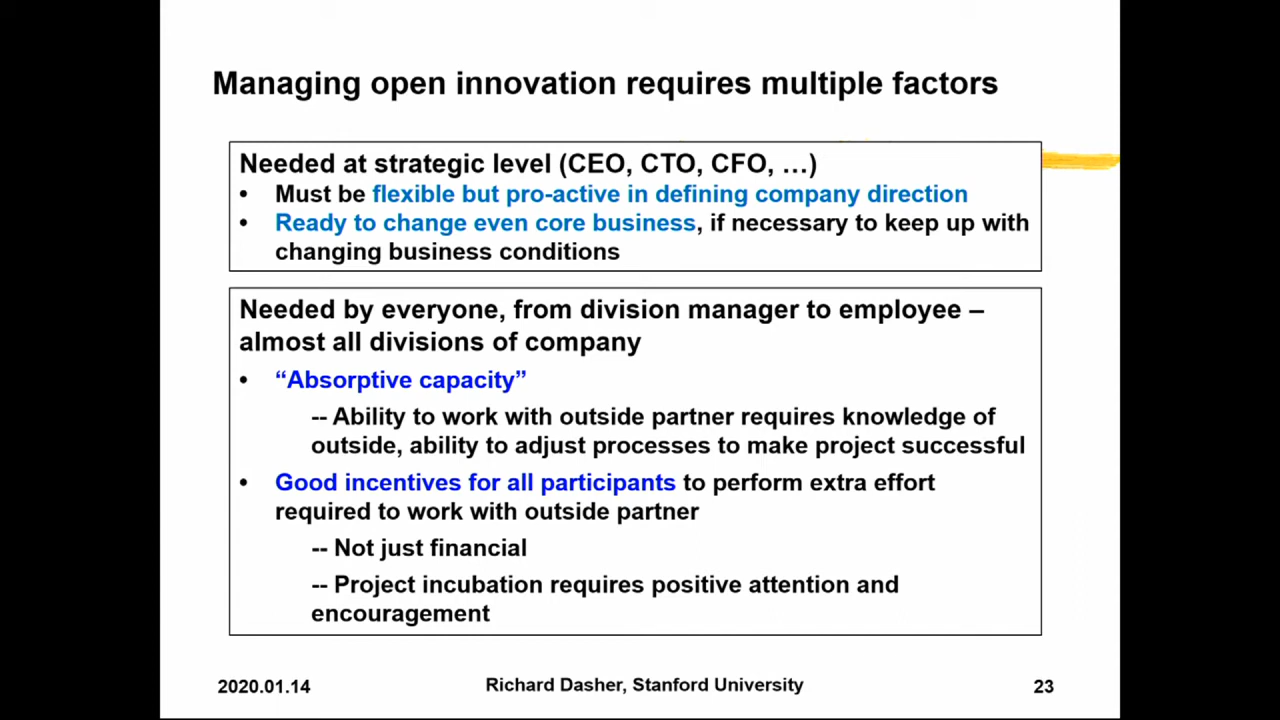 Managing open innovation requires multiple factors
Needed at strategic level (CEO, CTO, CFO, …)
• Must be flexible but pro-active in defining company direction
• Ready to change even core business, if necessary to keep up with
changing business conditions
Needed by everyone, from division manager to employee –
almost all divisions of company
• “Absorptive capacity”
-- Ability to work with outside partner requires knowledge of
outside, ability to adjust processes to make project successful
• Good incentives for all participants to perform extra effort
required to work with outside partner
-- Not just financial
-- Project incubation requires positive attention and
encouragement
2020.01.14
Richard Dasher, Stanford University
23